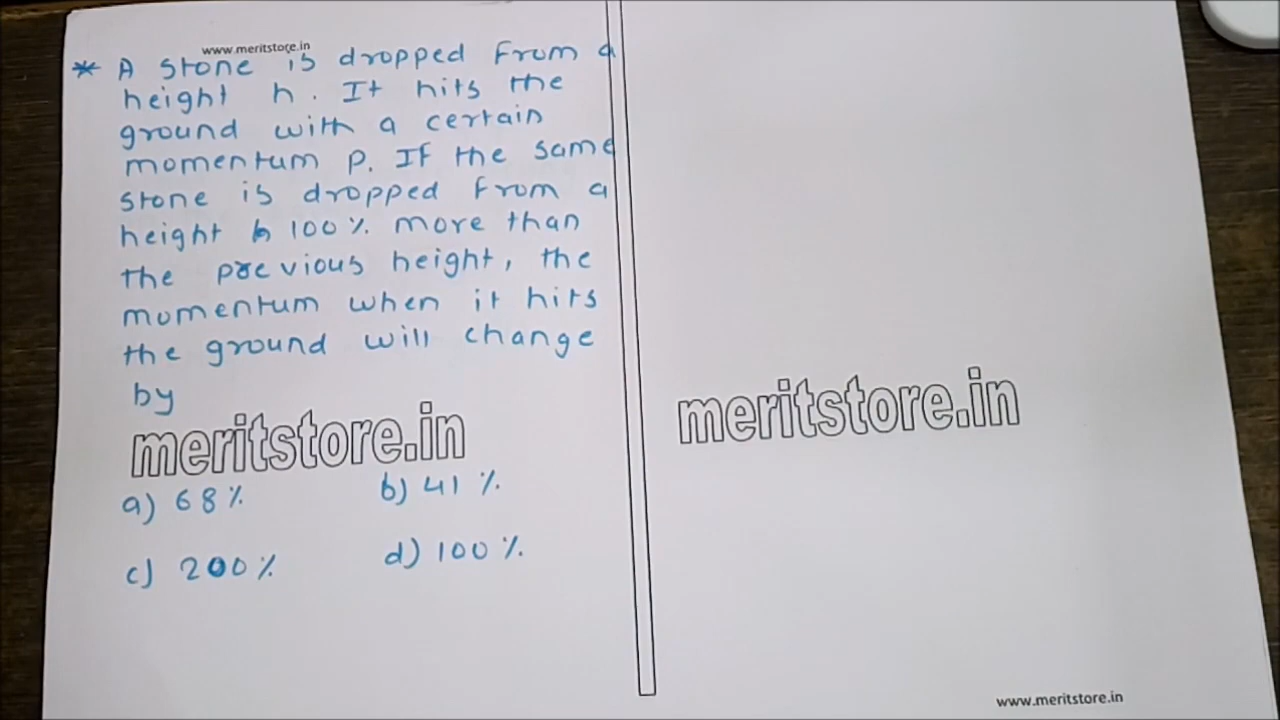 www.meritstore.in
* A stone is dropped from a
height h. It hits the
ground with a certain
momentum p. If the same
stone is dropped from a
height 100% more than
the previous height, the
momentum when it hits
the ground will change
by
meritstore.in
a) 68% b) 41%
c) 200% d) 100%
meritstore.in
www.meritstore.in